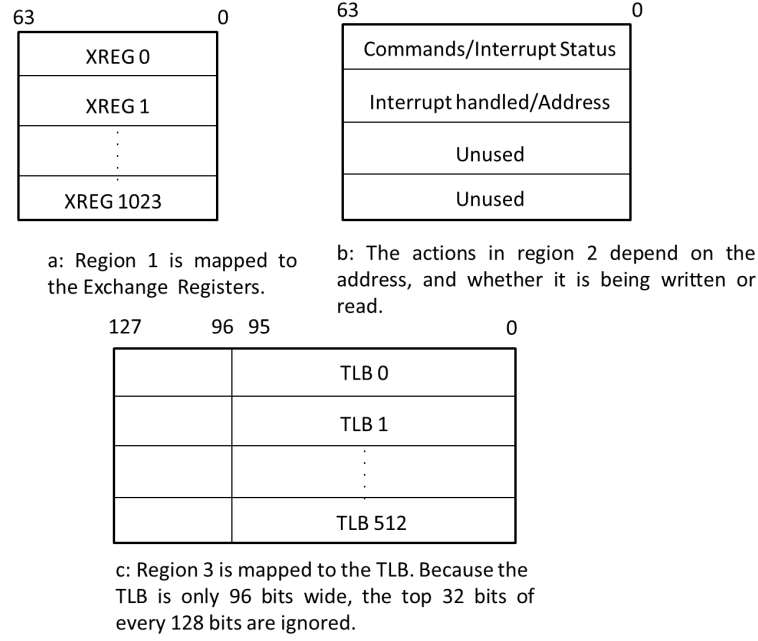 63 0
XREG 0
XREG 1
XREG 1023
a: Region 1 is mapped to
the Exchange Registers.
63 0
Commands/Interrupt Status
Interrupt handled/Address
Unused
Unused
b: The actions in region 2 depend on the
address, and whether it is being written or
read.
127 96 95 0
TLB 0
TLB 1
TLB 512
c: Region 3 is mapped to the TLB. Because the
TLB is only 96 bits wide, the top 32 bits of
every 128 bits are ignored.